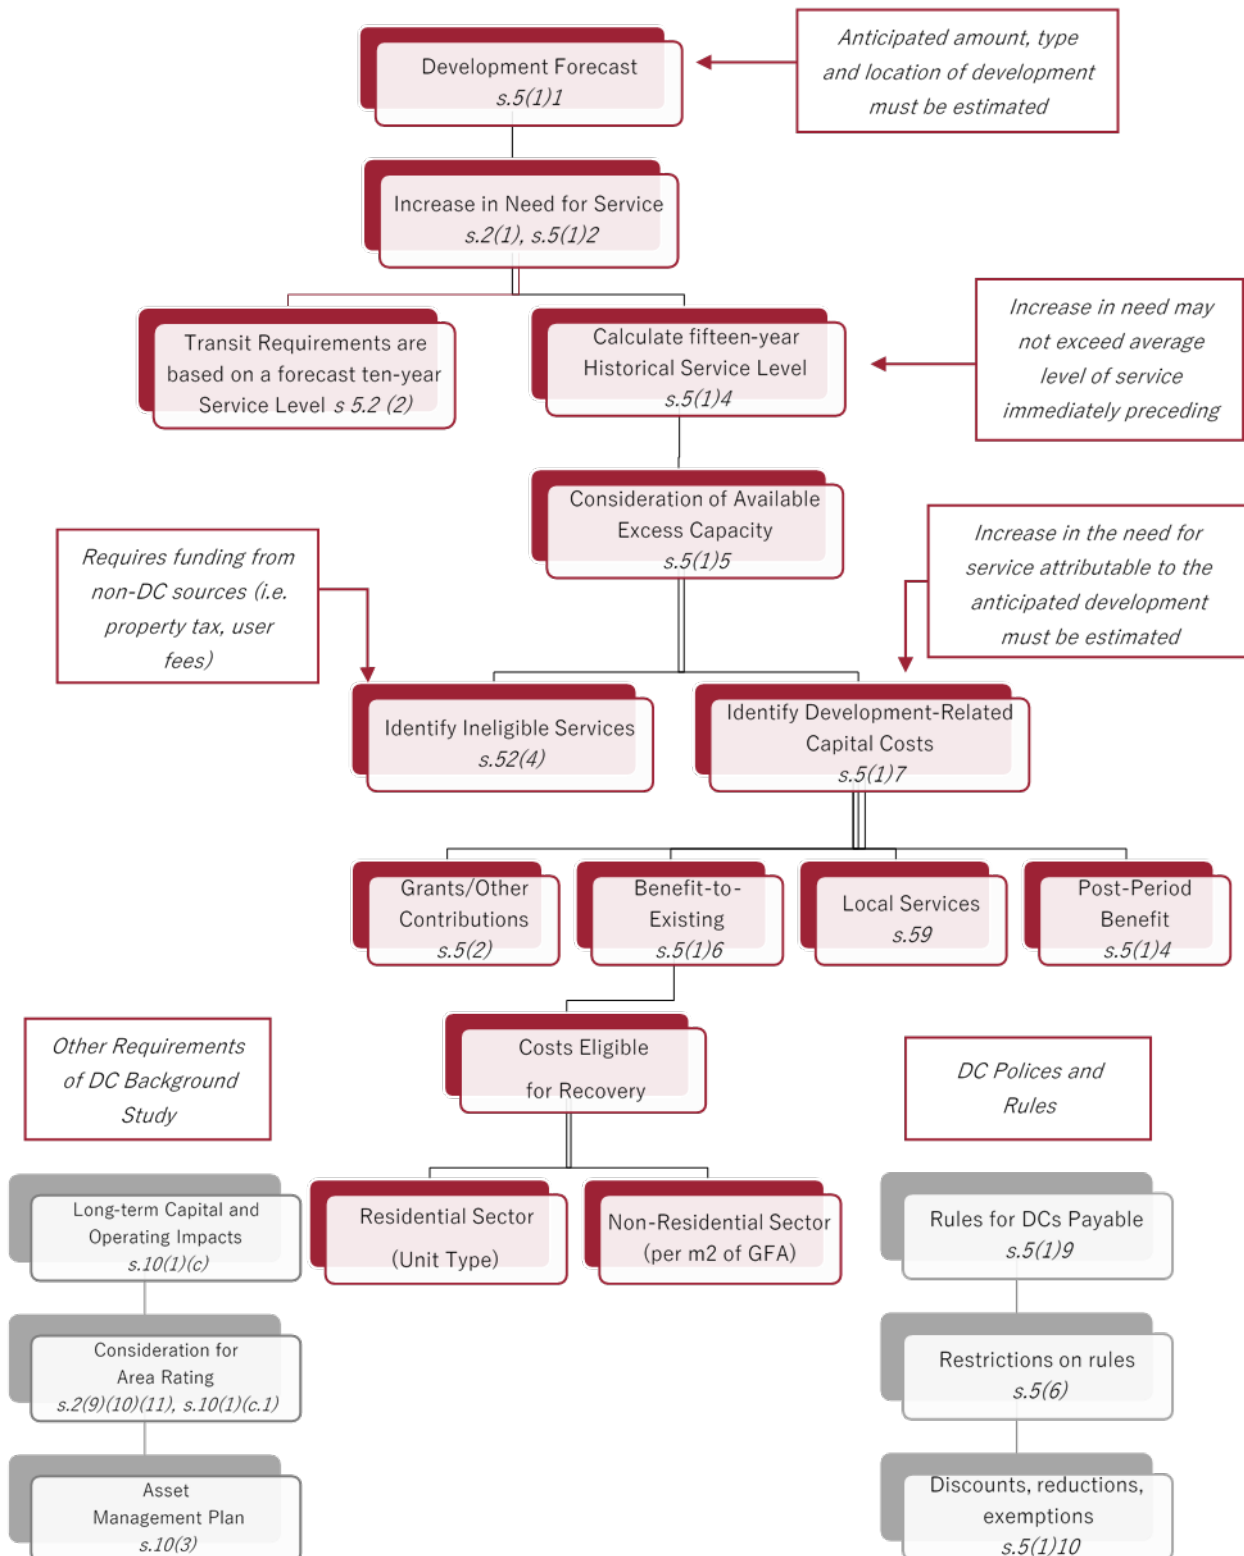 Development Forecast
s.5(1)1
Anticipated amount, type
and location of development
must be estimated
Increase in Need for Service
s.2(1), s.5(1)2
Transit Requirements are
based on a forecast ten-year
Service Level s 5.2 (2)
Calculate fifteen-year
Historical Service Level
s.5(1)4
Increase in need may
not exceed average
level of service
immediately preceding
Consideration of Available
Excess Capacity
s.5(1)5
Requires funding from
non-DC sources (i.e.
property tax, user
fees)
Increase in the need for
service attributable to the
anticipated development
must be estimated
Identify Ineligible Services
s.52(4)
Identify Development-Related
Capital Costs
s.5(1)7
Grants/Other
Contributions
s.5(2)
Benefit-to-
Existing
s.5(1)6
Local Services
s.59
Post-Period
Benefit
s.5(1)4
Costs Eligible
for Recovery
Residential Sector
(Unit Type)
Non-Residential Sector
(per m2 of GFA)
Other Requirements
of DC Background
Study
Long-term Capital and
Operating Impacts
s.10(1)(c)
Consideration for
Area Rating
s.2(9)(10)(11), s.10(1)(c.1)
Asset
Management Plan
s.10(3)
DC Polices and
Rules
Rules for DCs Payable
s.5(1)9
Restrictions on rules
s.5(6)
Discounts, reductions,
exemptions
s.5(1)10